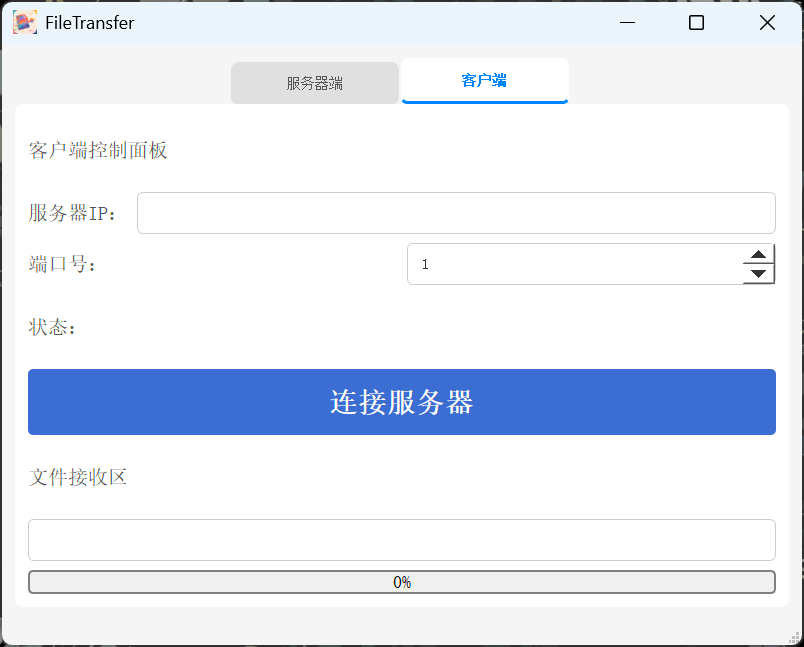 FileTransfer
服务器端
客户端
客户端控制面板
服务器IP：
端口号：
1
状态：
连接服务器
文件接收区
0%